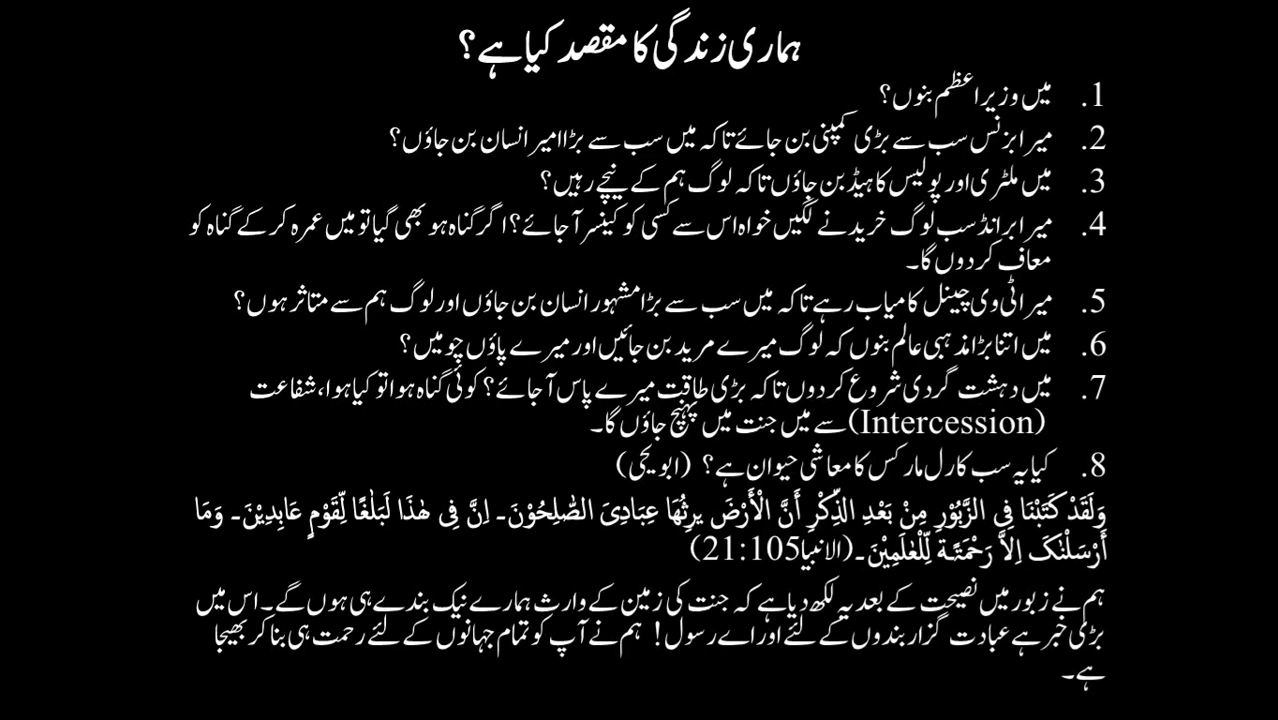 ہماری زندگی کا مقصد کیا ہے؟
1. میں وزیر اعظم بنوں؟
2. میرا بزنس سب سے بڑی کمپنی بن جائے تاکہ میں سب سے بڑا امیر انسان بن جاؤں؟
3. میں ملٹری اور پولیس کا ہیڈ بن جاؤں تاکہ لوگ ہم کے نیچے رہیں؟
4. میرا برانڈ سب لوگ خریدنے لگیں خواہ اس سے کسی کو کینسر آ جائے؟ اگر گناہ ہو بھی گیا تو میں عمرہ کر کے گناہ کو
معاف کر دوں گا۔
5. میرا ٹی وی چینل کامیاب رہے تاکہ میں سب سے بڑا مشہور انسان بن جاؤں اور لوگ ہم سے متاثر ہوں؟
6. میں اتنا بڑا مذہبی عالم بنوں کہ لوگ میرے مرید بن جائیں اور میرے پاؤں چومیں؟
7. میں دہشت گردی شروع کر دوں تاکہ بڑی طاقت میرے پاس آ جائے؟ کوئی گناہ ہوا تو کیا ہوا، شفاعت
(Intercession) سے میں جنت میں پہنچ جاؤں گا۔
8. کیا یہ سب کارل مارکس کا معاشی حیوان ہے؟ (ابو یحیی)
وَلَقَدْ كَتَبْنَا فِی الزَّبُوْرِ مِنْ بَعْدِ الذِّكْرِ أَنَّ الْأَرْضَ یرِثُهَا عِبَادِیَ الصّٰلِحُوْنَ۔ اِنَّ فِی هٰذَا لَبَلٰغًا لِّقَوْمٍ عَابِدِیْنَ۔ وَمَا
أَرْسَلْنٰکَ اِلاَّ رَحْمَتًہ لِّلْعٰلَمِیْنَ۔ (الانبیا 21:105)
ہم نے زبور میں نصیحت کے بعد یہ لکھ دیا ہے کہ جنت کی زمین کے وارث ہمارے نیک بندے ہی ہوں گے۔ اس میں
بڑی خبر ہے عبادت گزار بندوں کے لئے اور اے رسول! ہم نے آپ کو تمام جہانوں کے لئے رحمت ہی بنا کر بھیجا
ہے۔